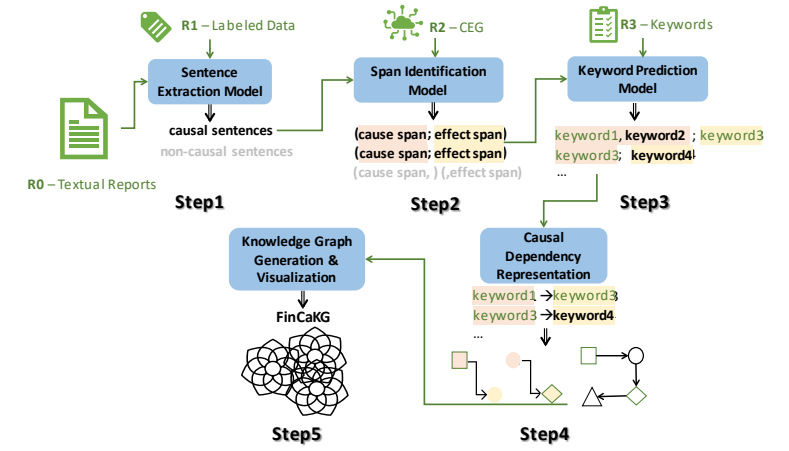 R1 – Labeled Data
R2 – CEG
R3 – Keywords
Sentence
Extraction Model
Span Identification
Model
Keyword Prediction
Model
causal sentences
non-causal sentences
(cause span; effect span)
(cause span; effect span)
(cause span, ) (,effect span)
keyword1, keyword2 ; keyword3
keyword3; keyword4
...
R0 – Textual Reports
Step1
Step2
Step3
Knowledge Graph
Generation &
Visualization
FinCaKG
Causal
Dependency
Representation
keyword1 →keyword3
keyword3 →keyword4
...
Step5
Step4